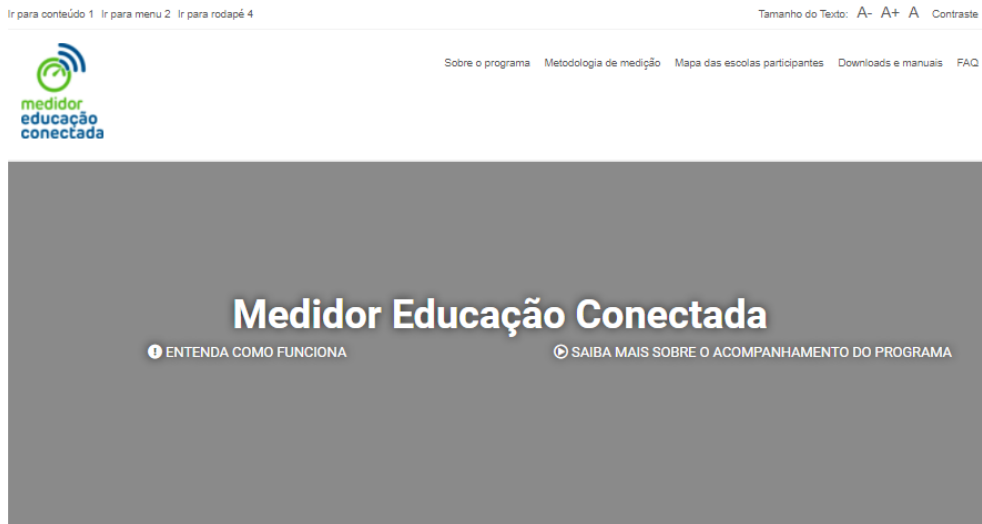 Ir para conteúdo 1 Ir para menu 2 Ir para rodapé 4
Tamanho do Texto: A- A+ A Contraste
medidor
educação
conectada
Sobre o programa Metodologia de medição Mapa das escolas participantes Downloads e manuais FAQ
Medidor Educação Conectada
ENTENDA COMO FUNCIONA
SAIBA MAIS SOBRE O ACOMPANHAMENTO DO PROGRAMA